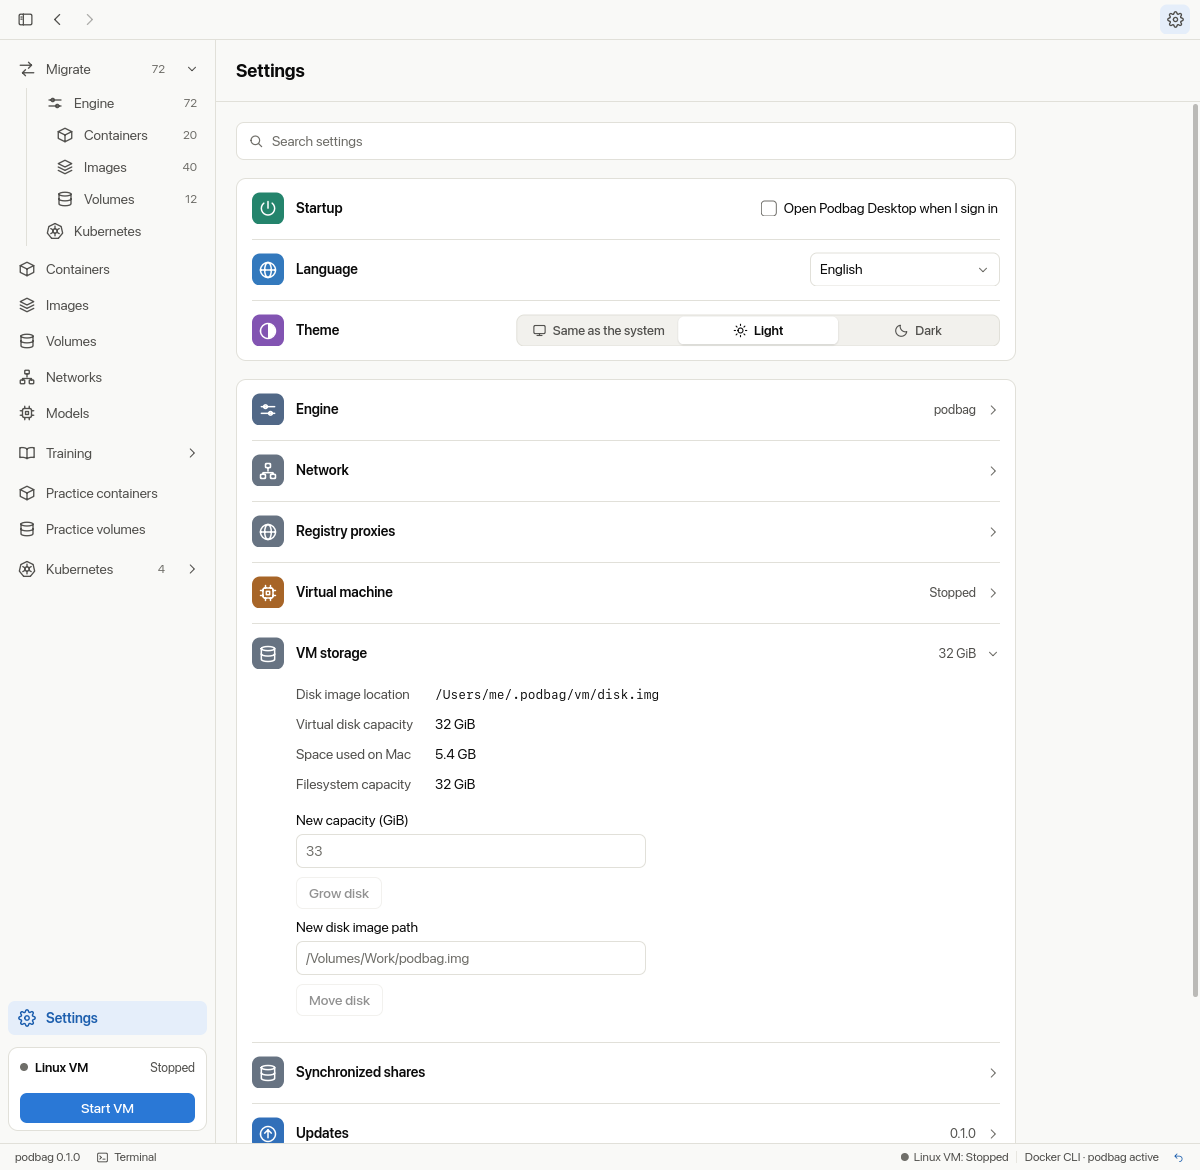 Migrate 72
Engine 72
Containers 20
Images 40
Volumes 12
Kubernetes
Containers
Images
Volumes
Networks
Models
Training
Practice containers
Practice volumes
Kubernetes 4
Settings
Linux VM Stopped
Start VM
Settings
Search settings
Startup Open Podbag Desktop when I sign in
Language English
Theme Same as the system Light Dark
Engine podbag
Network
Registry proxies
Virtual machine Stopped
VM storage 32 GiB
Disk image location /Users/me/.podbag/vm/disk.img
Virtual disk capacity 32 GiB
Space used on Mac 5.4 GB
Filesystem capacity 32 GiB
New capacity (GiB)
33
Grow disk
New disk image path
/Volumes/Work/podbag.img
Move disk
Synchronized shares
Updates 0.1.0
podbag 0.1.0 Terminal Linux VM: Stopped Docker CLI · podbag active